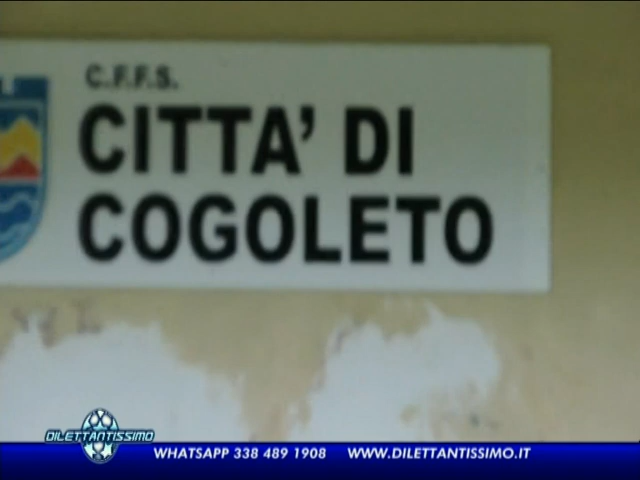 C.F.F.S.
CITTA' DI
COGOLETO
DILETTANTISSIMO
WHATSAPP 338 489 1908 WWW.DILETTANTISSIMO.IT